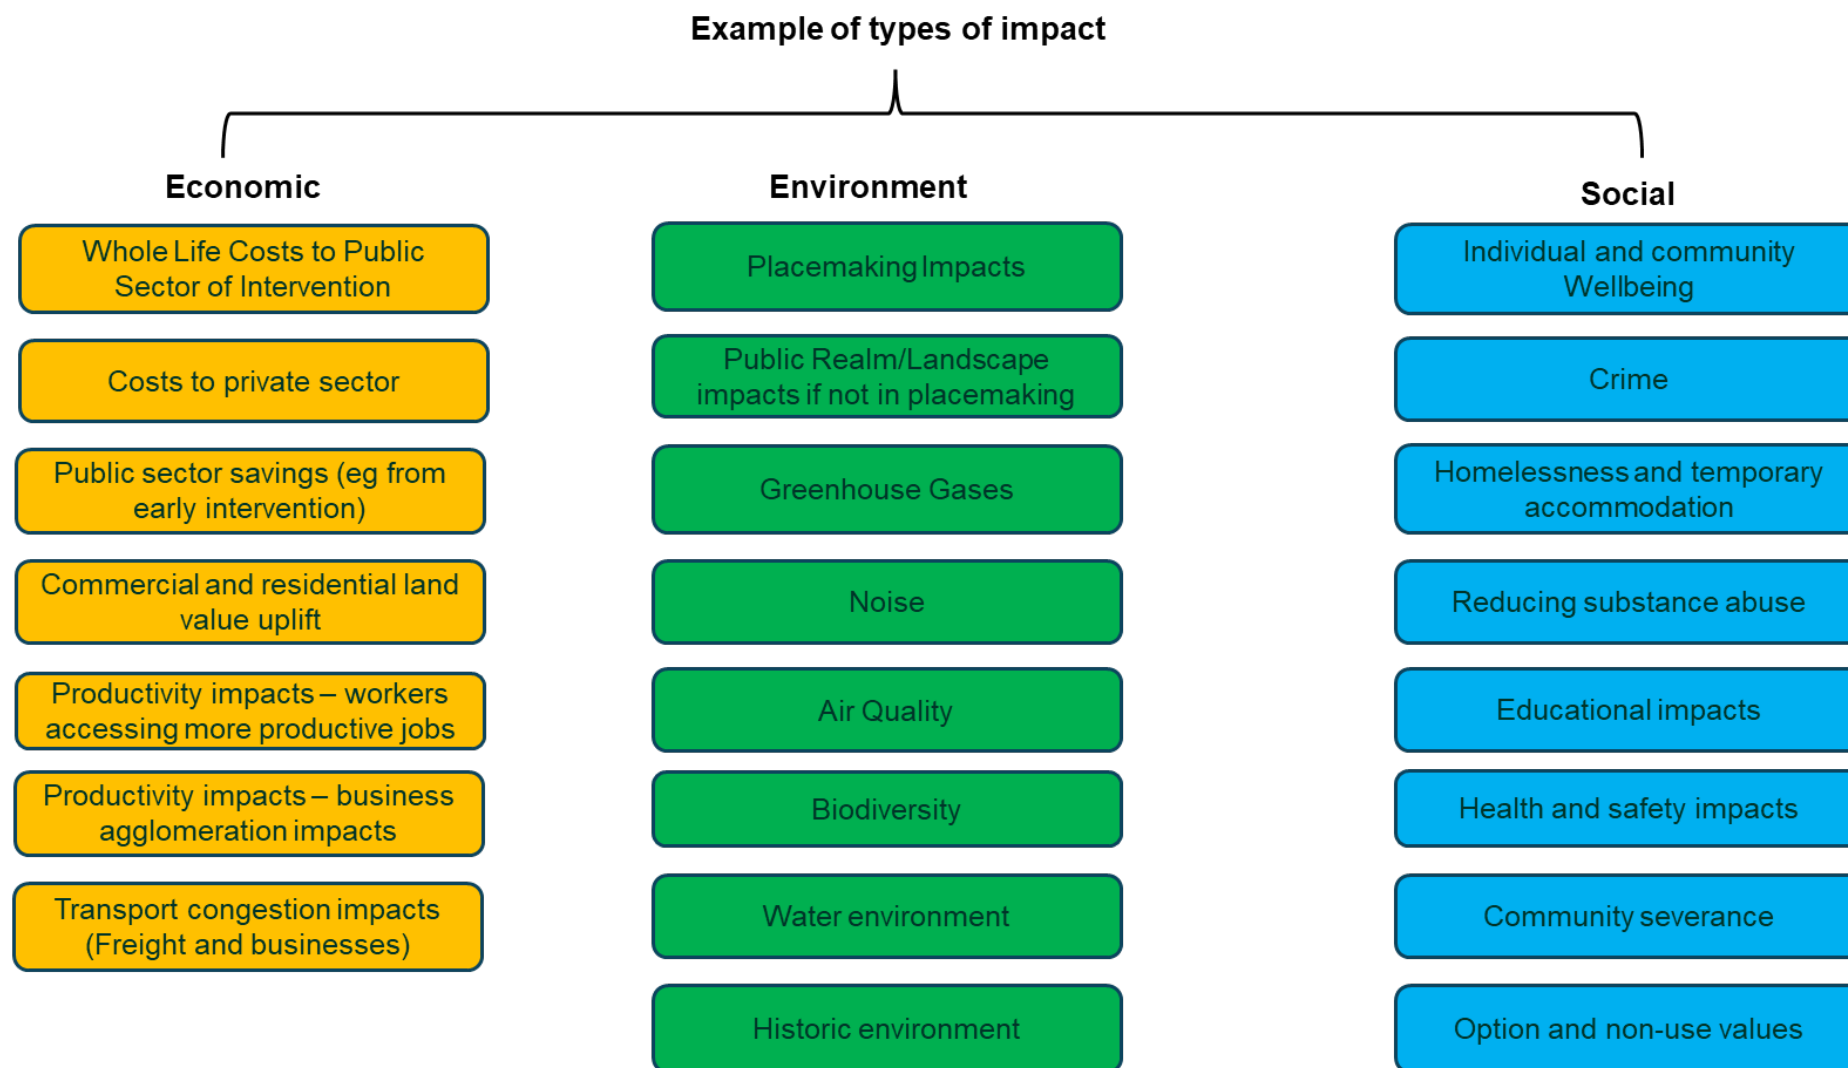 Example of types of impact
Economic
Whole Life Costs to Public
Sector of Intervention
Costs to private sector
Public sector savings (eg from
early intervention)
Commercial and residential land
value uplift
Productivity impacts – workers
accessing more productive jobs
Productivity impacts – business
agglomeration impacts
Transport congestion impacts
(Freight and businesses)
Environment
Placemaking Impacts
Public Realm/Landscape
impacts if not in placemaking
Greenhouse Gases
Noise
Air Quality
Biodiversity
Water environment
Historic environment
Social
Individual and community
Wellbeing
Crime
Homelessness and temporary
accommodation
Reducing substance abuse
Educational impacts
Health and safety impacts
Community severance
Option and non-use values